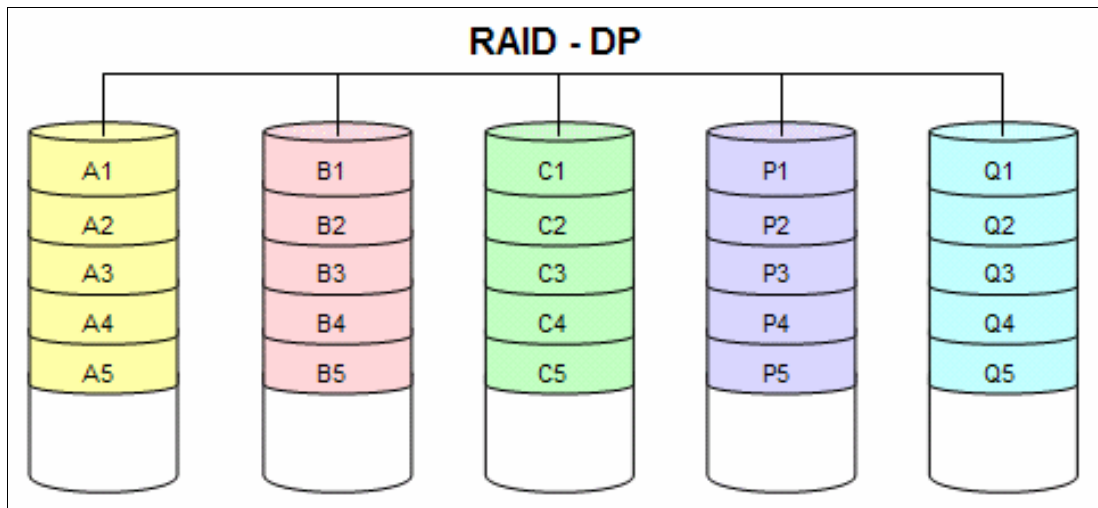 RAID - DP
A1 B1 C1 P1 Q1
A2 B2 C2 P2 Q2
A3 B3 C3 P3 Q3
A4 B4 C4 P4 Q4
A5 B5 C5 P5 Q5